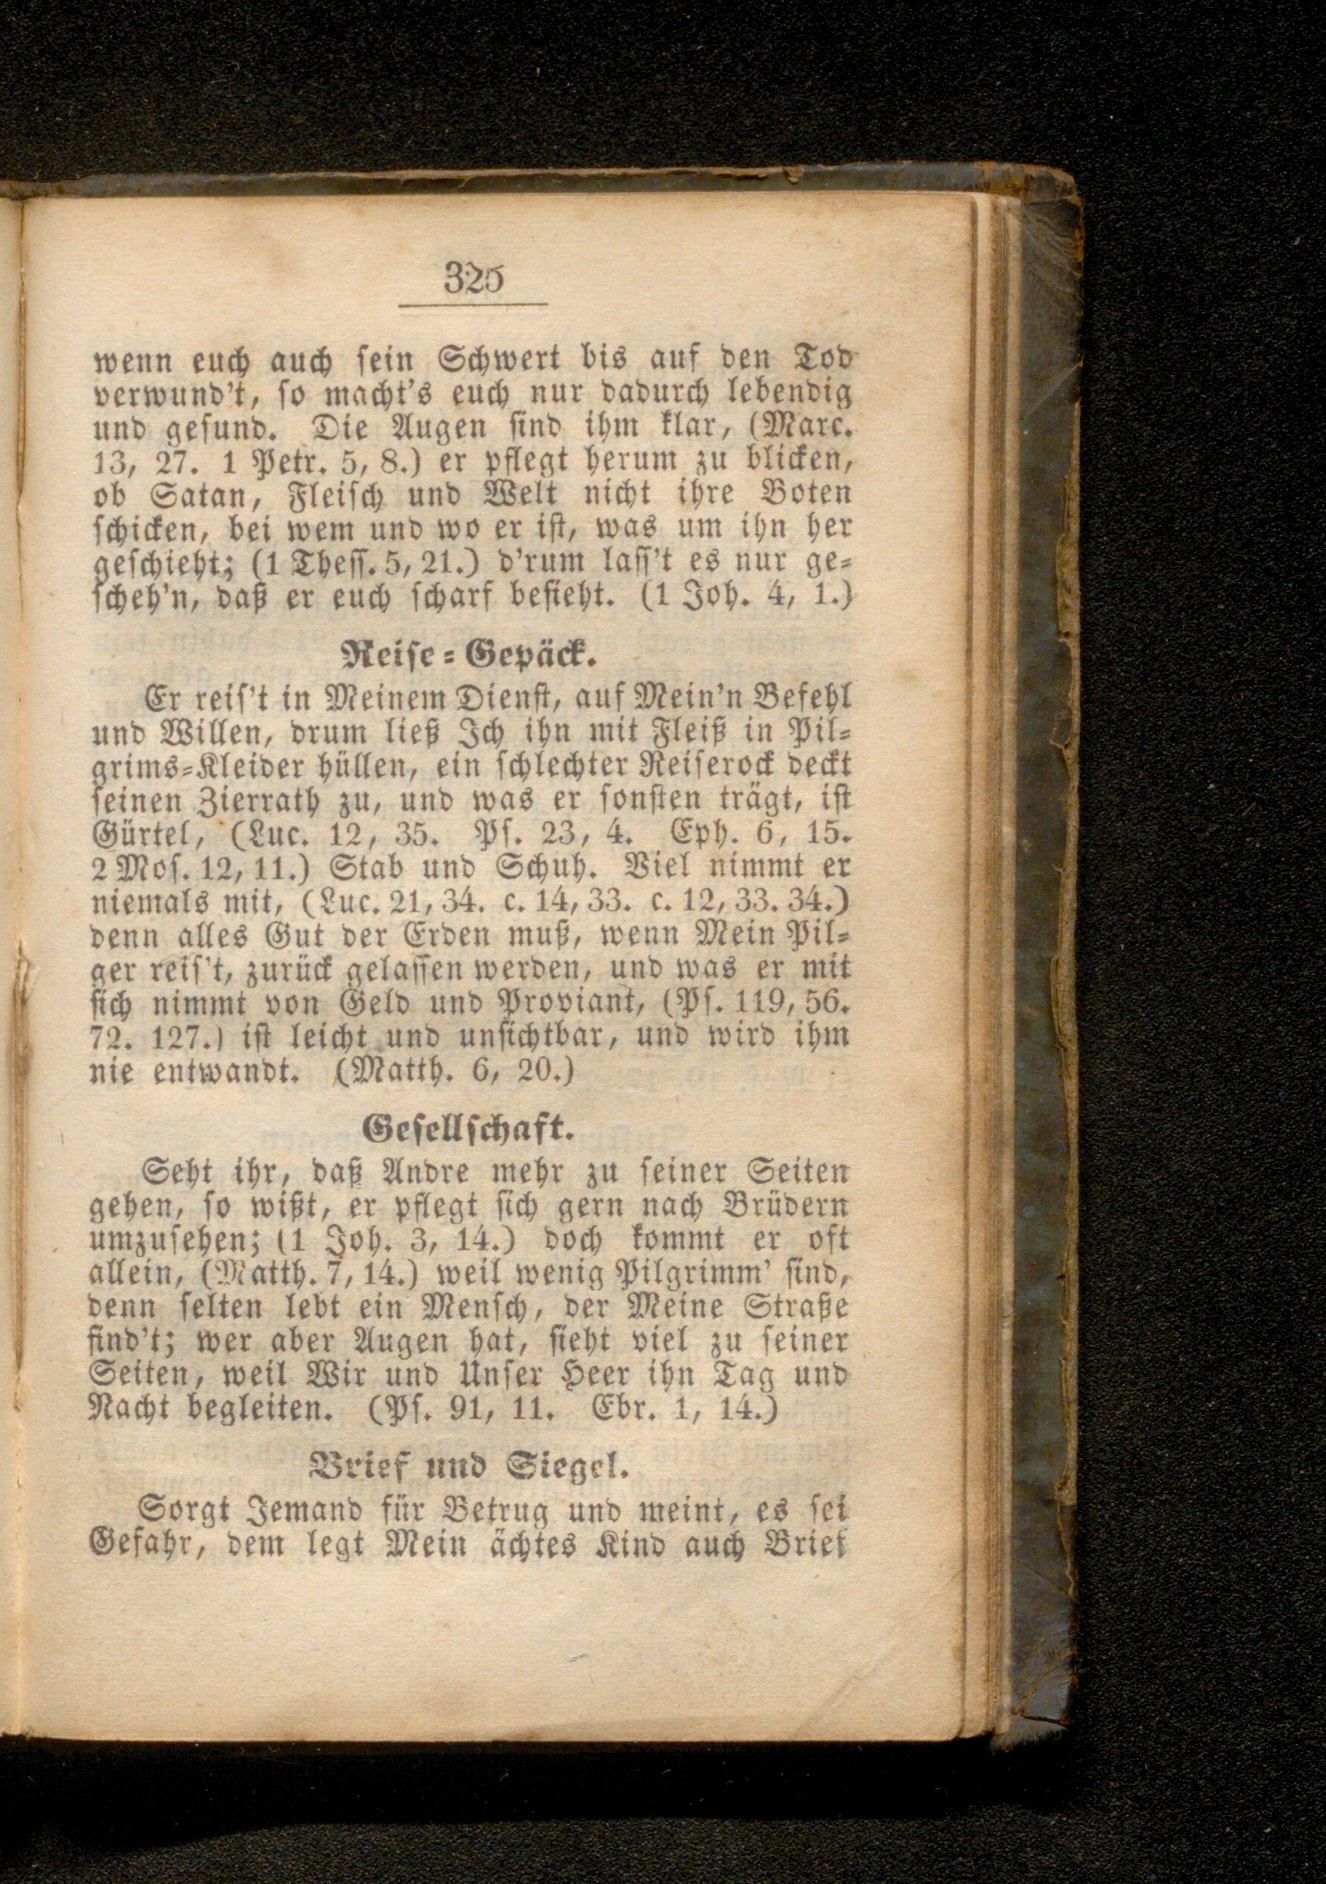 325
wenn euch auch sein Schwert bis auf den Tod
verwund't, so macht's euch nur dadurch lebendig
und gesund. Die Augen sind ihm klar, (Marc.
13, 27. 1 Petr. 5, 8.) er pflegt herum zu blicken,
ob Satan, Fleisch und Welt nicht ihre Boten
schicken, bei wem und wo er ist, was um ihn her
geschieht; (1 Thess. 5, 21.) d'rum lass't es nur ge-
scheh'n, daß er euch scharf besieht. (1 Joh. 4, 1.)
Reise-Gepäck.
Er reis't in Meinem Dienst, auf Mein'n Befehl
und Willen, drum ließ Ich ihn mit Fleiß in Pil-
grims-Kleider hüllen, ein schlechter Reiserock deckt
seinen Zierrath zu, und was er sonsten trägt, ist
Gürtel, (Luc. 12, 35. Ps. 23, 4. Eph. 6, 15.
2 Mos. 12, 11.) Stab und Schuh. Viel nimmt er
niemals mit, (Luc. 21, 34. c. 14, 33. c. 12, 33. 34.)
denn alles Gut der Erden muß, wenn Mein Pil-
ger reis't, zurück gelassen werden, und was er mit
sich nimmt von Geld und Proviant, (Ps. 119, 56.
72. 127.) ist leicht und unsichtbar, und wird ihm
nie entwandt. (Matth. 6, 20.)
Gesellschaft.
Seht ihr, daß Andre mehr zu seiner Seiten
gehen, so wißt, er pflegt sich gern nach Brüdern
umzusehen; (1 Joh. 3, 14.) doch kommt er oft
allein, (Matth. 7, 14.) weil wenig Pilgrimm' sind,
denn selten lebt ein Mensch, der Meine Straße
find't; wer aber Augen hat, sieht viel zu seiner
Seiten, weil Wir und Unser Heer ihn Tag und
Nacht begleiten. (Ps. 91, 11. Ebr. 1, 14.)
Brief und Siegel.
Sorgt Jemand für Betrug und meint, es sei
Gefahr, dem legt Mein ächtes Kind auch Brief